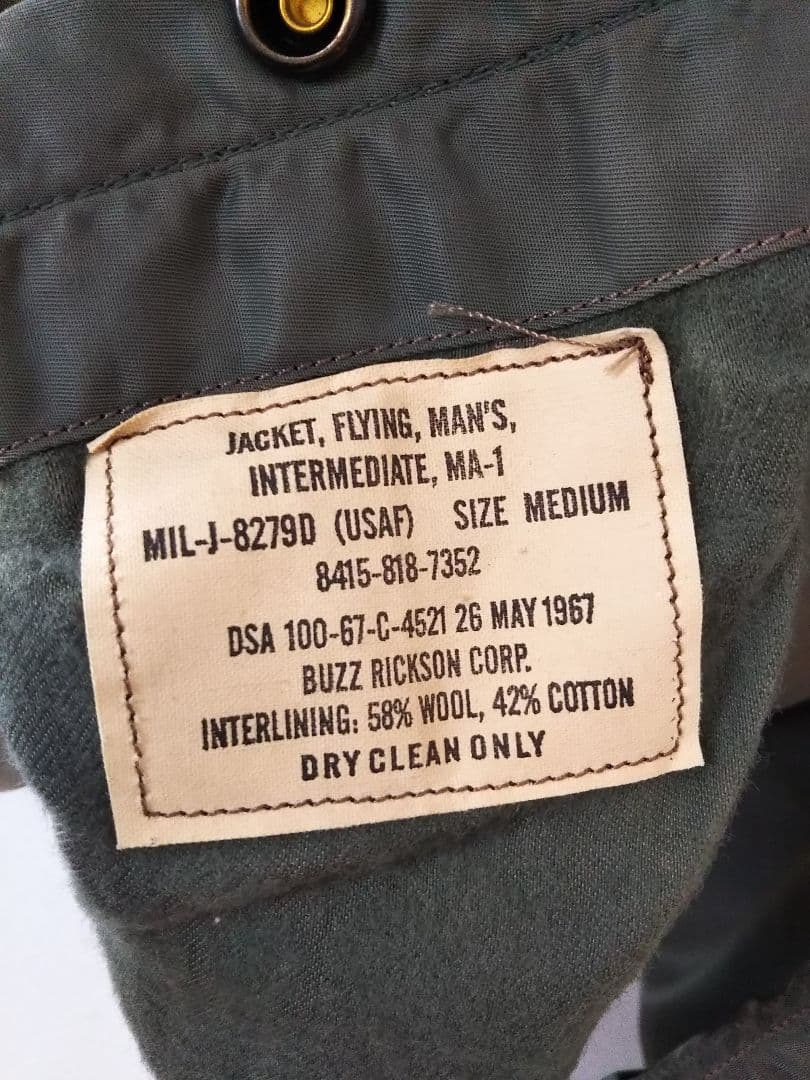 JACKET, FLYING, MAN'S,
INTERMEDIATE, MA-1
MIL-J-8279D (USAF) SIZE MEDIUM
8415-818-7352
DSA 100-67-C-4521 26 MAY 1967
BUZZ RICKSON CORP.
INTERLINING: 58% WOOL, 42% COTTON
DRY CLEAN ONLY